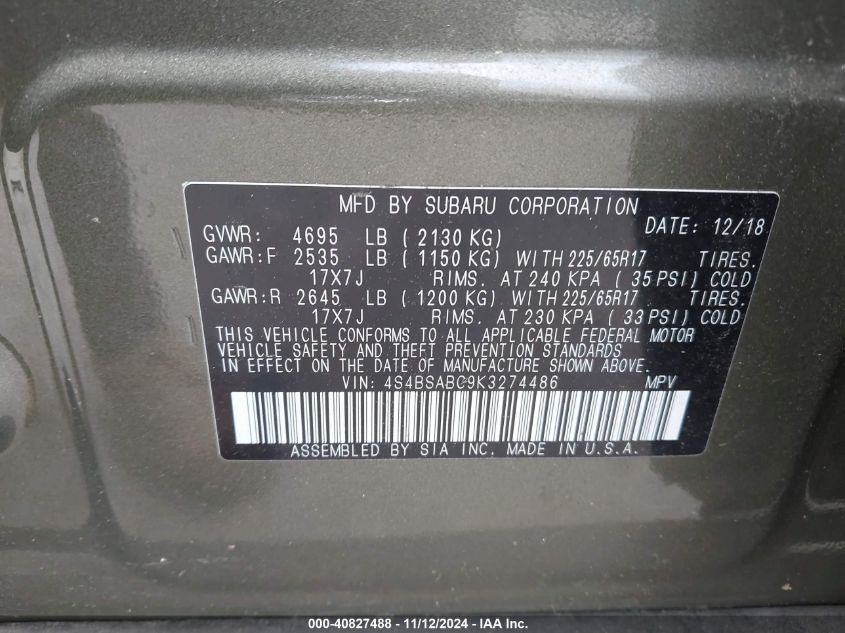 MFD BY SUBARU CORPORATION
DATE: 12/18
GVWR: 4695 LB ( 2130 KG)
GAWR:F 2535 LB ( 1150 KG) WITH 225/65R17 TIRES.
17X7J RIMS. AT 240 KPA ( 35 PSI) COLD
GAWR:R 2645 LB ( 1200 KG) WITH 225/65R17 TIRES.
17X7J RIMS. AT 230 KPA ( 33 PSI) COLD
THIS VEHICLE CONFORMS TO ALL APPLICABLE FEDERAL MOTOR
VEHICLE SAFETY AND THEFT PREVENTION STANDARDS
IN EFFECT ON THE DATE OF MANUFACTURE SHOWN ABOVE.
VIN: 4S4BSABC9K3274486 MPV
ASSEMBLED BY SIA INC. MADE IN U.S.A.
000-40827488 - 11/12/2024 - IAA Inc.